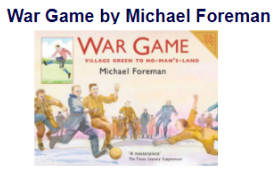 War Game by Michael Foreman
WAR GAME
VILLAGE GREEN TO NO-MAN'S-LAND
Michael Foreman
'A masterpiece'
The Times Literary Supplement